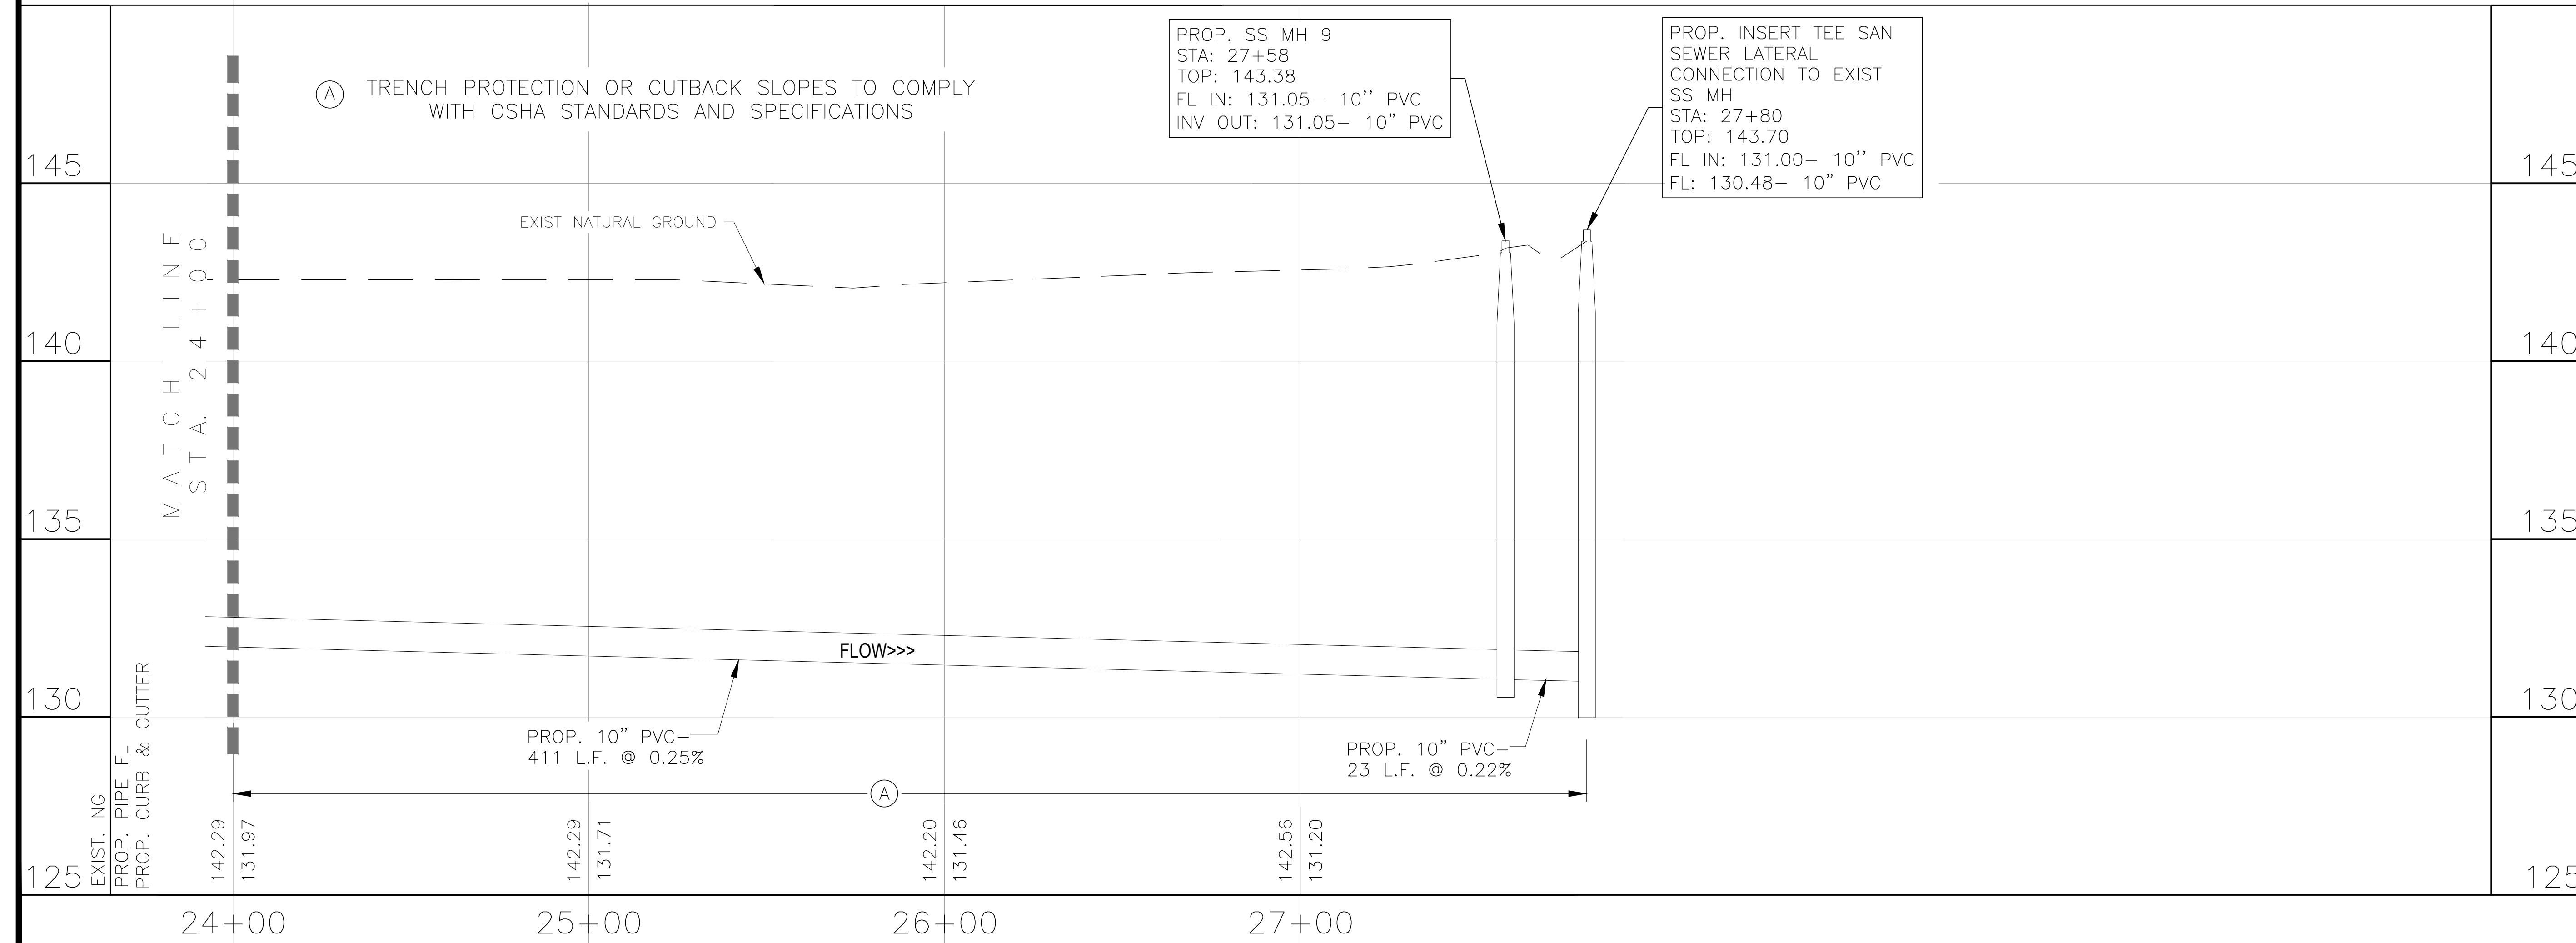 PROP. SS MH 9
STA: 27+58
TOP: 143.38
FL IN: 131.05– 10'' PVC
INV OUT: 131.05– 10” PVC
PROP. INSERT TEE SAN
SEWER LATERAL
CONNECTION TO EXIST
SS MH
STA: 27+80
TOP: 143.70
FL IN: 131.00– 10'' PVC
FL: 130.48– 10” PVC
A TRENCH PROTECTION OR CUTBACK SLOPES TO COMPLY
WITH OSHA STANDARDS AND SPECIFICATIONS
145
145
EXIST NATURAL GROUND
MATCH LINE
STA. 24+00
140
140
135
135
FLOW>>>
130
130
PROP. 10” PVC–
411 L.F. @ 0.25%
PROP. 10” PVC–
23 L.F. @ 0.22%
A
EXIST. NG
PROP. PIPE FL
PROP. CURB & GUTTER
142.29
131.97
142.29
131.71
142.20
131.46
142.56
131.20
125
125
24+00
25+00
26+00
27+00